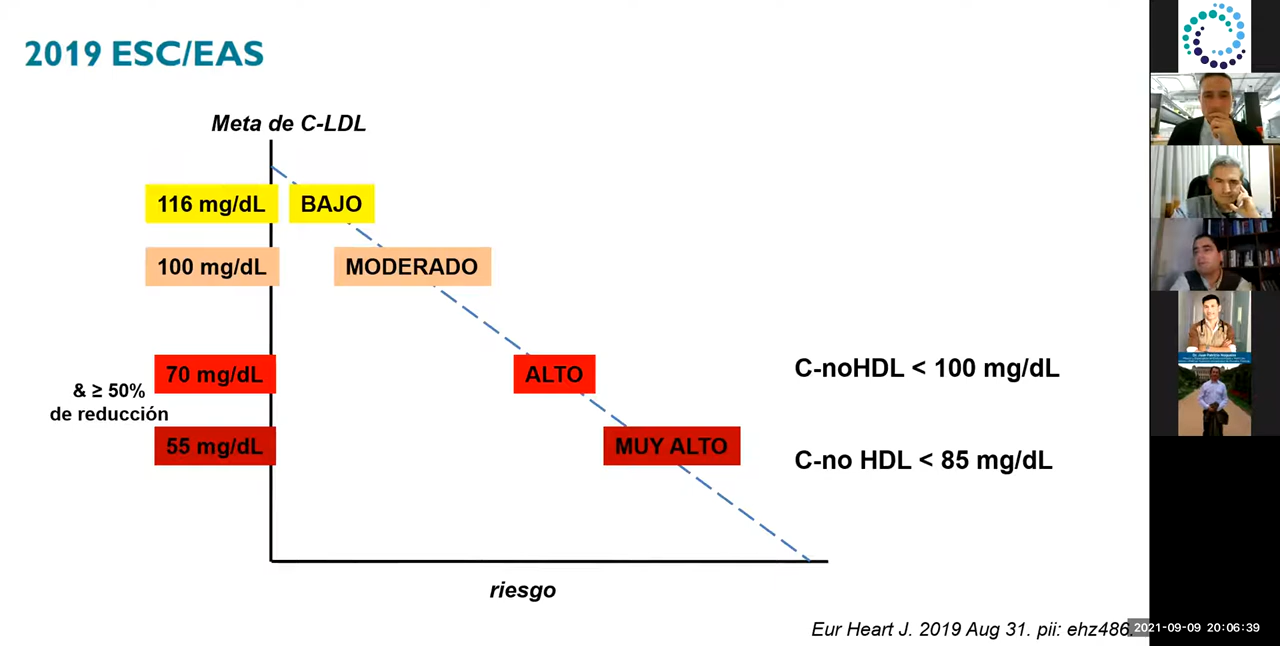 2019 ESC/EAS
Meta de C-LDL
116 mg/dL
BAJO
100 mg/dL
MODERADO
70 mg/dL
ALTO
C-noHDL < 100 mg/dL
& ≥ 50%
de reducción
55 mg/dL
MUY ALTO
C-no HDL < 85 mg/dL
riesgo
Eur Heart J. 2019 Aug 31. pii: ehz486.
2021-09-09 20:06:39